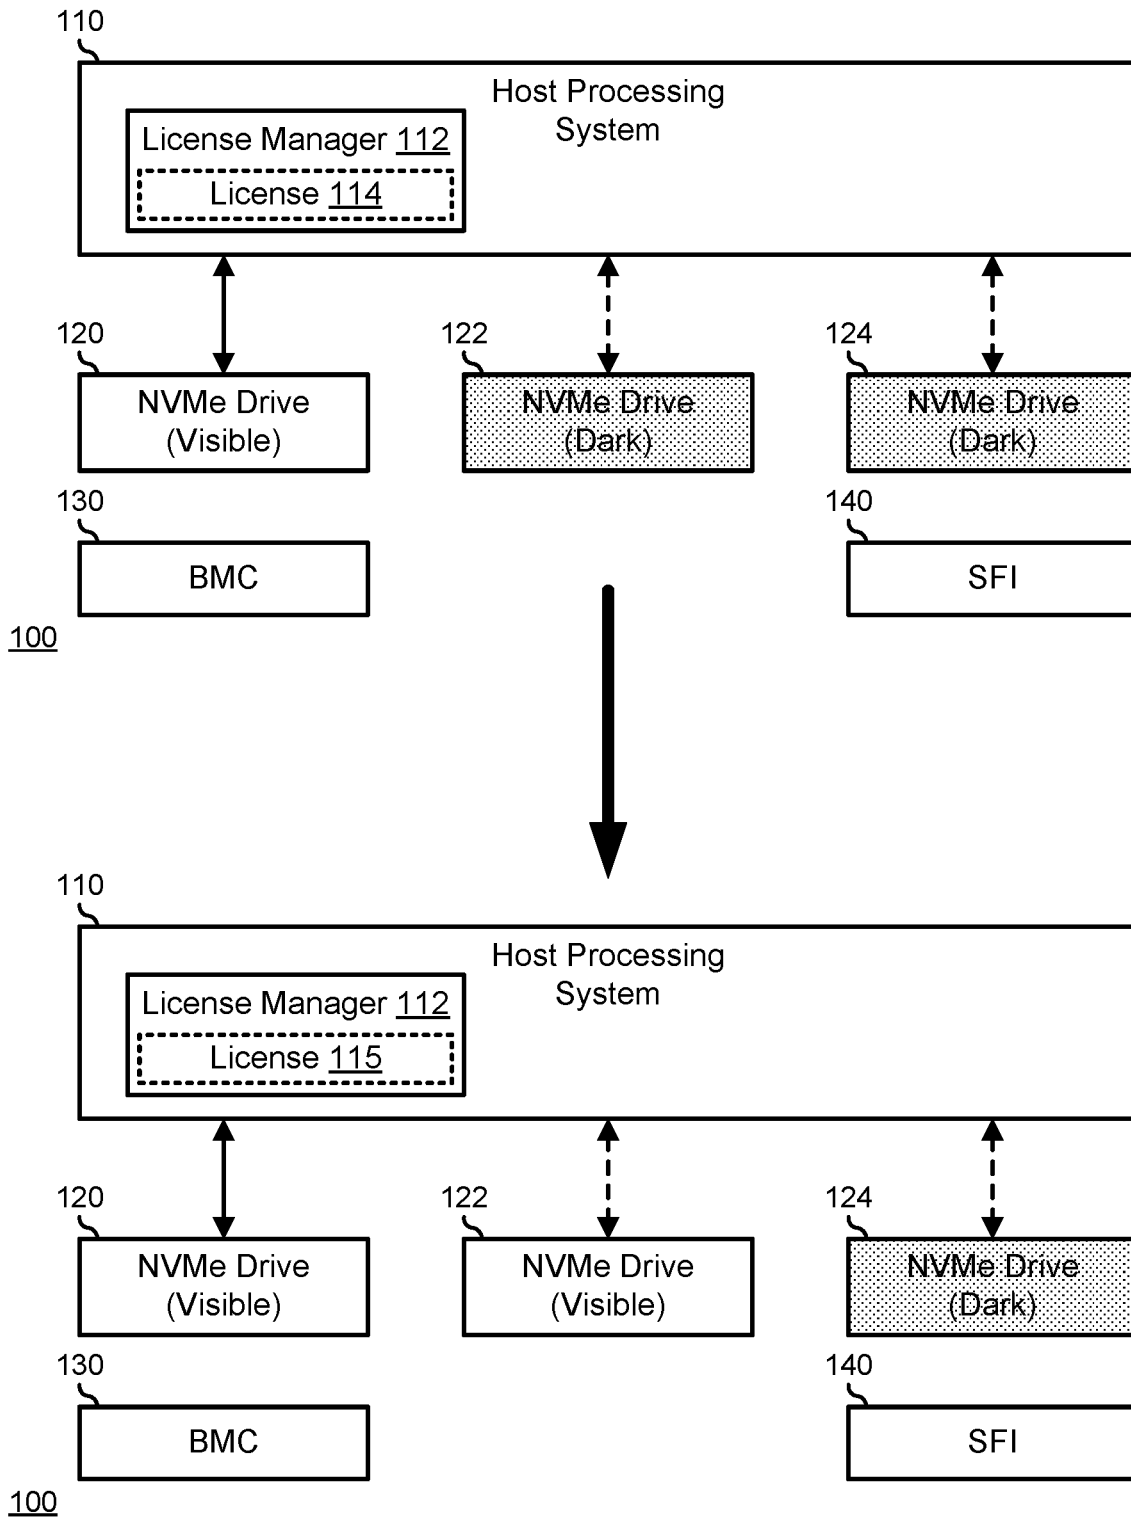 110
Host Processing
System
License Manager 112
License 114
120
122
124
NVMe Drive
(Visible)
NVMe Drive
(Dark)
NVMe Drive
(Dark)
130
140
BMC
SFI
100
110
Host Processing
System
License Manager 112
License 115
120
122
124
NVMe Drive
(Visible)
NVMe Drive
(Visible)
NVMe Drive
(Dark)
130
140
BMC
SFI
100